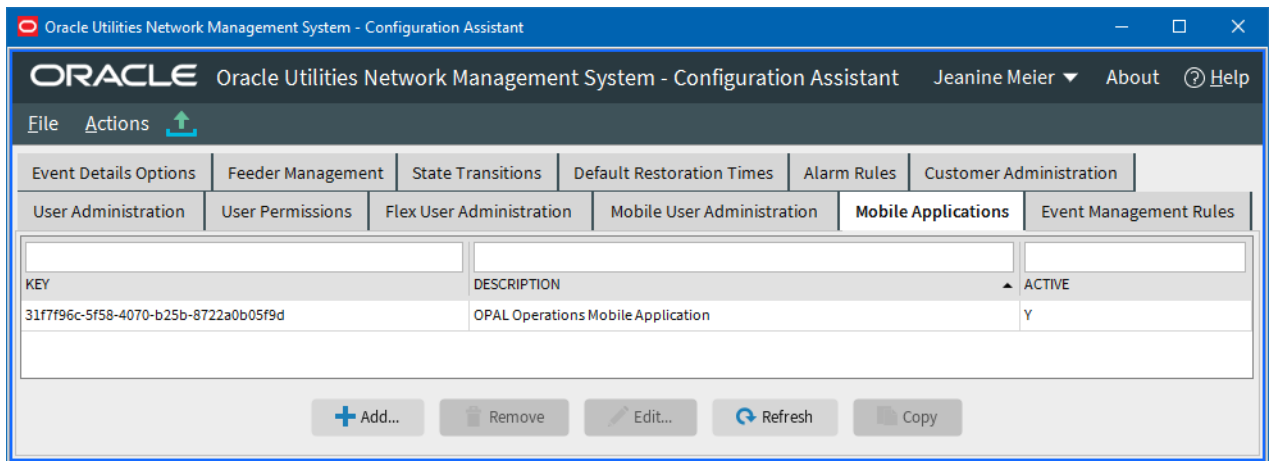 Oracle Utilities Network Management System - Configuration Assistant
ORACLE Oracle Utilities Network Management System - Configuration Assistant Jeanine Meier About Help
File Actions
Event Details Options Feeder Management State Transitions Default Restoration Times Alarm Rules Customer Administration
User Administration User Permissions Flex User Administration Mobile User Administration Mobile Applications Event Management Rules
KEY DESCRIPTION ACTIVE
31f7f96c-5f58-4070-b25b-8722a0b05f9d OPAL Operations Mobile Application Y
Add... Remove Edit... Refresh Copy